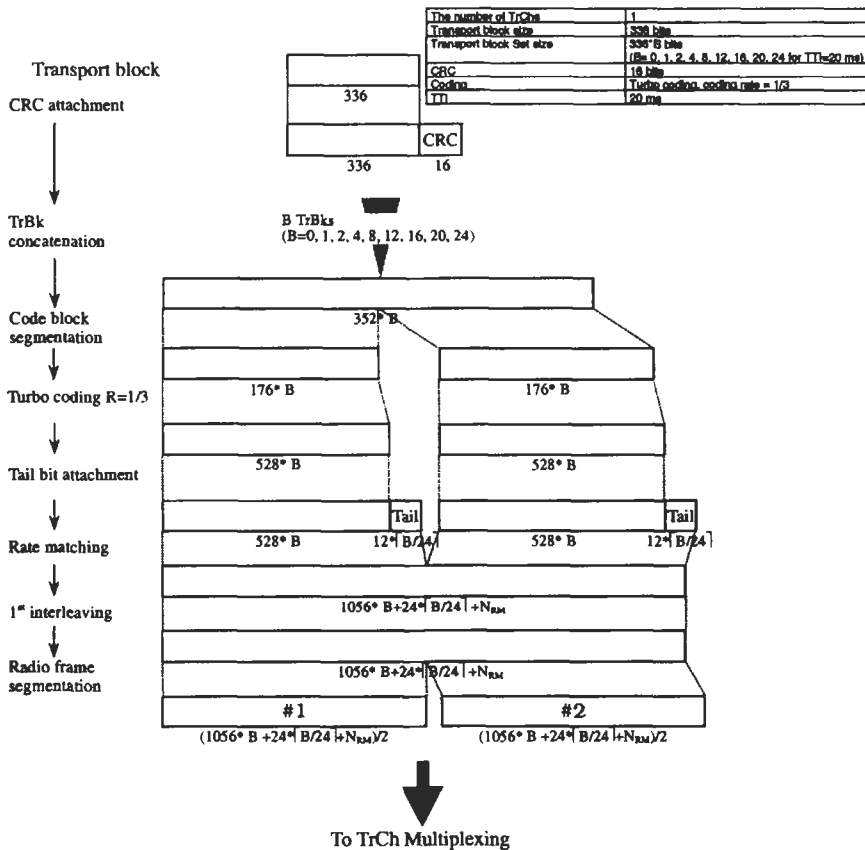 The number of TrChs 1
Transport block size 336 bits
Transport block Set size 336*B bits
(B= 0, 1, 2, 4, 8, 12, 16, 20, 24 for TTI=20 ms)
CRC 16 bits
Coding Turbo coding, coding rate = 1/3
TTI 20 ms
Transport block
336
CRC attachment
CRC
336 16
B TrBks
(B=0, 1, 2, 4, 8, 12, 16, 20, 24)
TrBk
concatenation
352* B
Code block
segmentation
176* B 176* B
Turbo coding R=1/3
528* B 528* B
Tail bit attachment
Tail Tail
528* B 12*⌈B/24⌉ 528* B 12*⌈B/24⌉
Rate matching
1056* B+24*⌈B/24⌉+N_RM
1st interleaving
1056* B+24*⌈B/24⌉+N_RM
Radio frame
segmentation
#1 #2
(1056* B +24*⌈B/24⌉+N_RM)/2 (1056* B +24*⌈B/24⌉+N_RM)/2
To TrCh Multiplexing